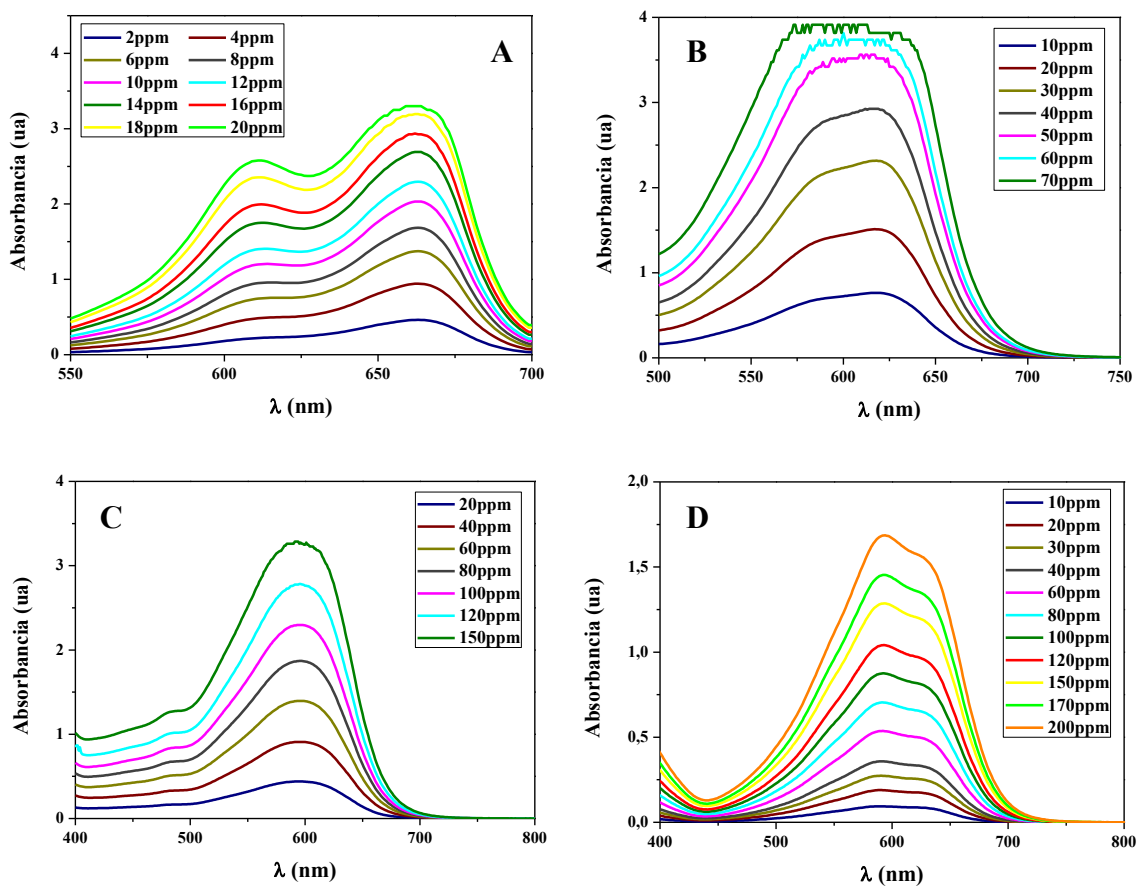 A
2ppm 4ppm
6ppm 8ppm
10ppm 12ppm
14ppm 16ppm
18ppm 20ppm
Absorbancia (ua)
4
3
2
1
0
550 600 650 700
λ (nm)
B
10ppm
20ppm
30ppm
40ppm
50ppm
60ppm
70ppm
Absorbancia (ua)
4
3
2
1
0
500 550 600 650 700 750
λ (nm)
C
20ppm
40ppm
60ppm
80ppm
100ppm
120ppm
150ppm
Absorbancia (ua)
4
3
2
1
0
400 500 600 700 800
λ (nm)
D
10ppm
20ppm
30ppm
40ppm
60ppm
80ppm
100ppm
120ppm
150ppm
170ppm
200ppm
Absorbancia (ua)
2,0
1,5
1,0
0,5
0,0
400 500 600 700 800
λ (nm)